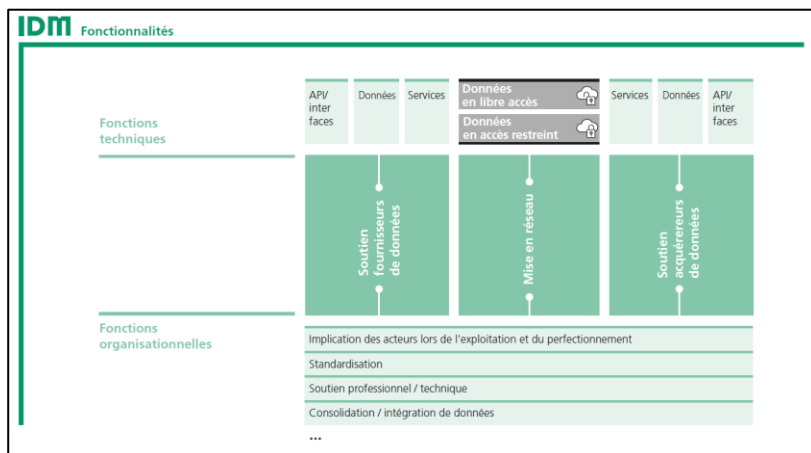 IDM Fonctionnalités
Fonctions
techniques
API/
inter
faces
Données
Services
Données
en libre accès
Données
en accès restreint
Services
Données
API/
inter
faces
Soutien
fournisseurs
de données
Mise en réseau
Soutien
acquérereurs
de données
Fonctions
organisationnelles
Implication des acteurs lors de l'exploitation et du perfectionnement
Standardisation
Soutien professionnel / technique
Consolidation / intégration de données
...